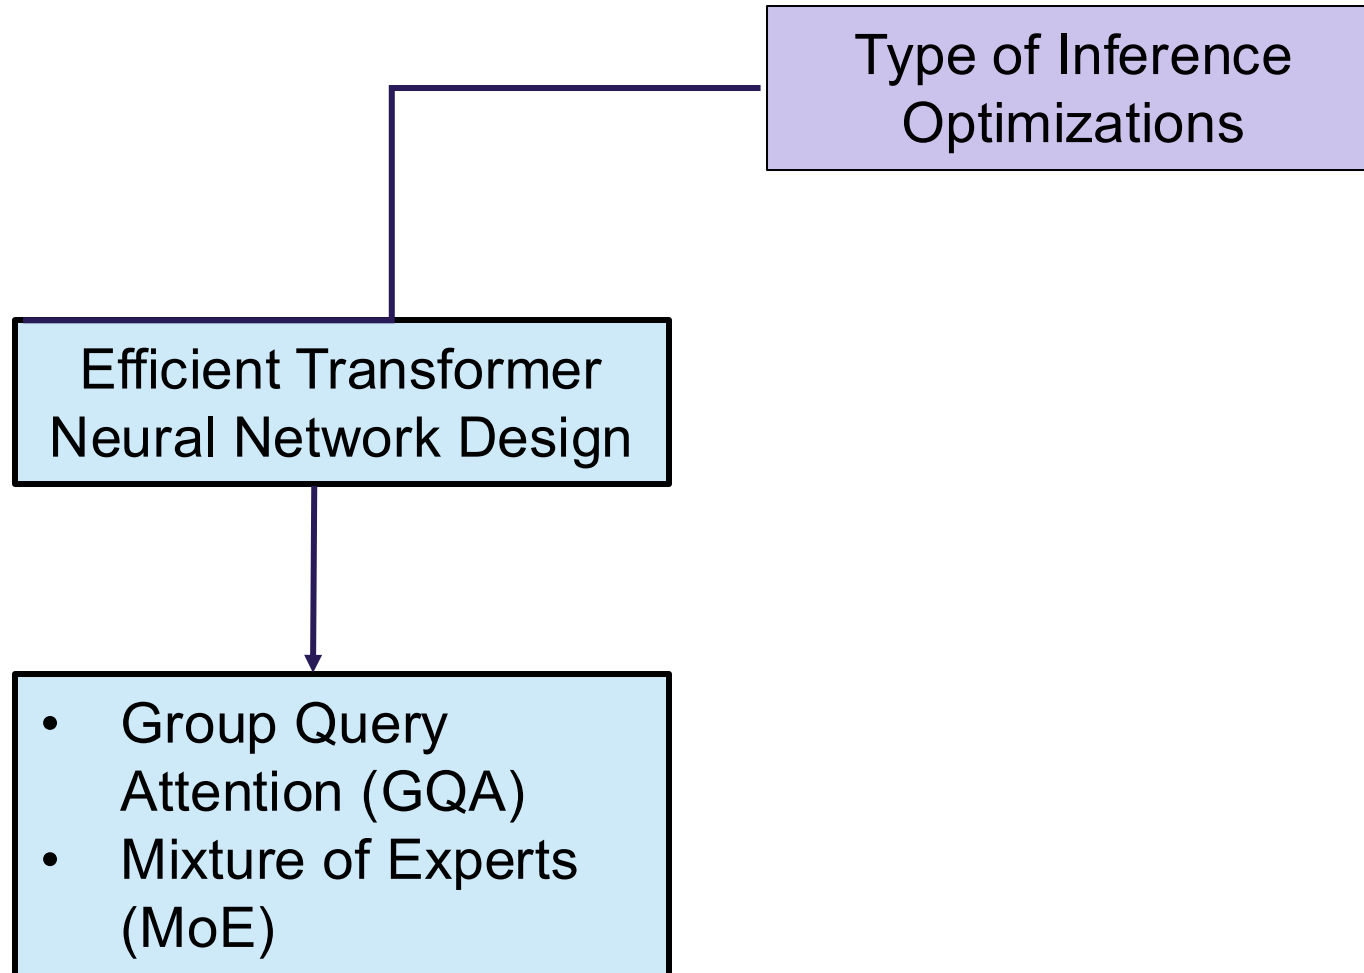 Type of Inference
Optimizations
Efficient Transformer
Neural Network Design
• Group Query
Attention (GQA)
• Mixture of Experts
(MoE)